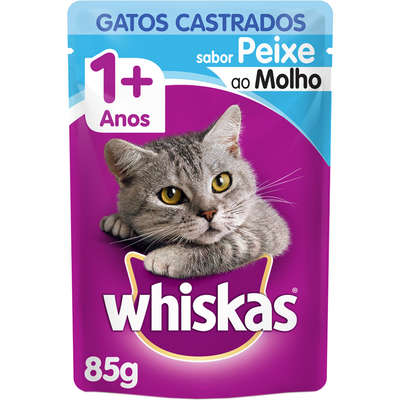 GATOS CASTRADOS
sabor Peixe
ao Molho
1+
Anos
whiskas®
85g